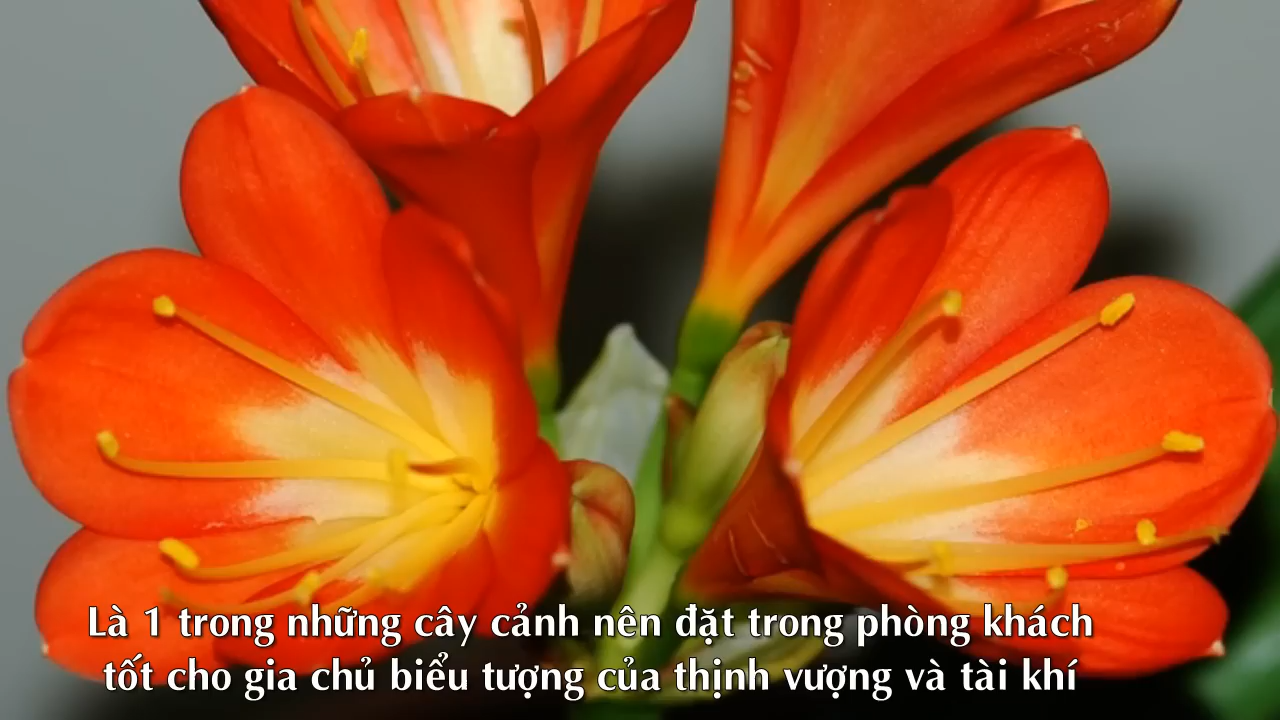 Là 1 trong những cây cảnh nên đặt trong phòng khách
tốt cho gia chủ biểu tượng của thịnh vượng và tài khí